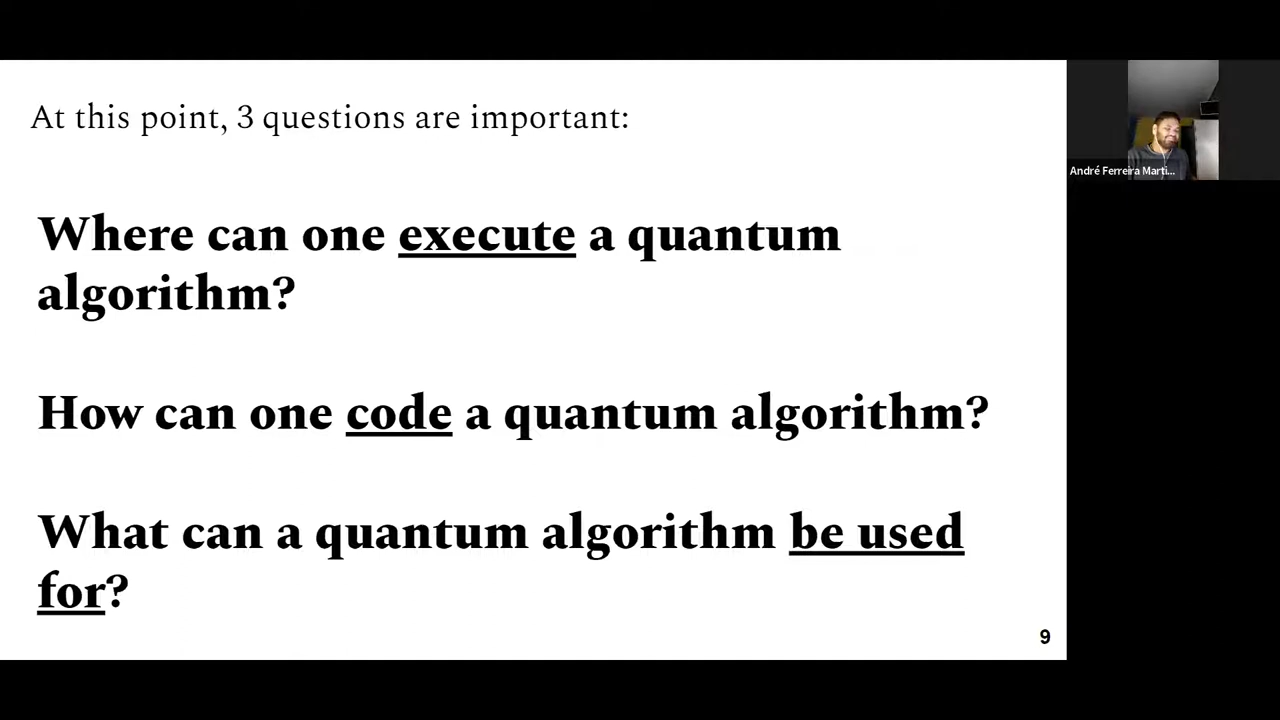 At this point, 3 questions are important:
Where can one execute a quantum
algorithm?
How can one code a quantum algorithm?
What can a quantum algorithm be used
for?
9
André Ferreira Marti...